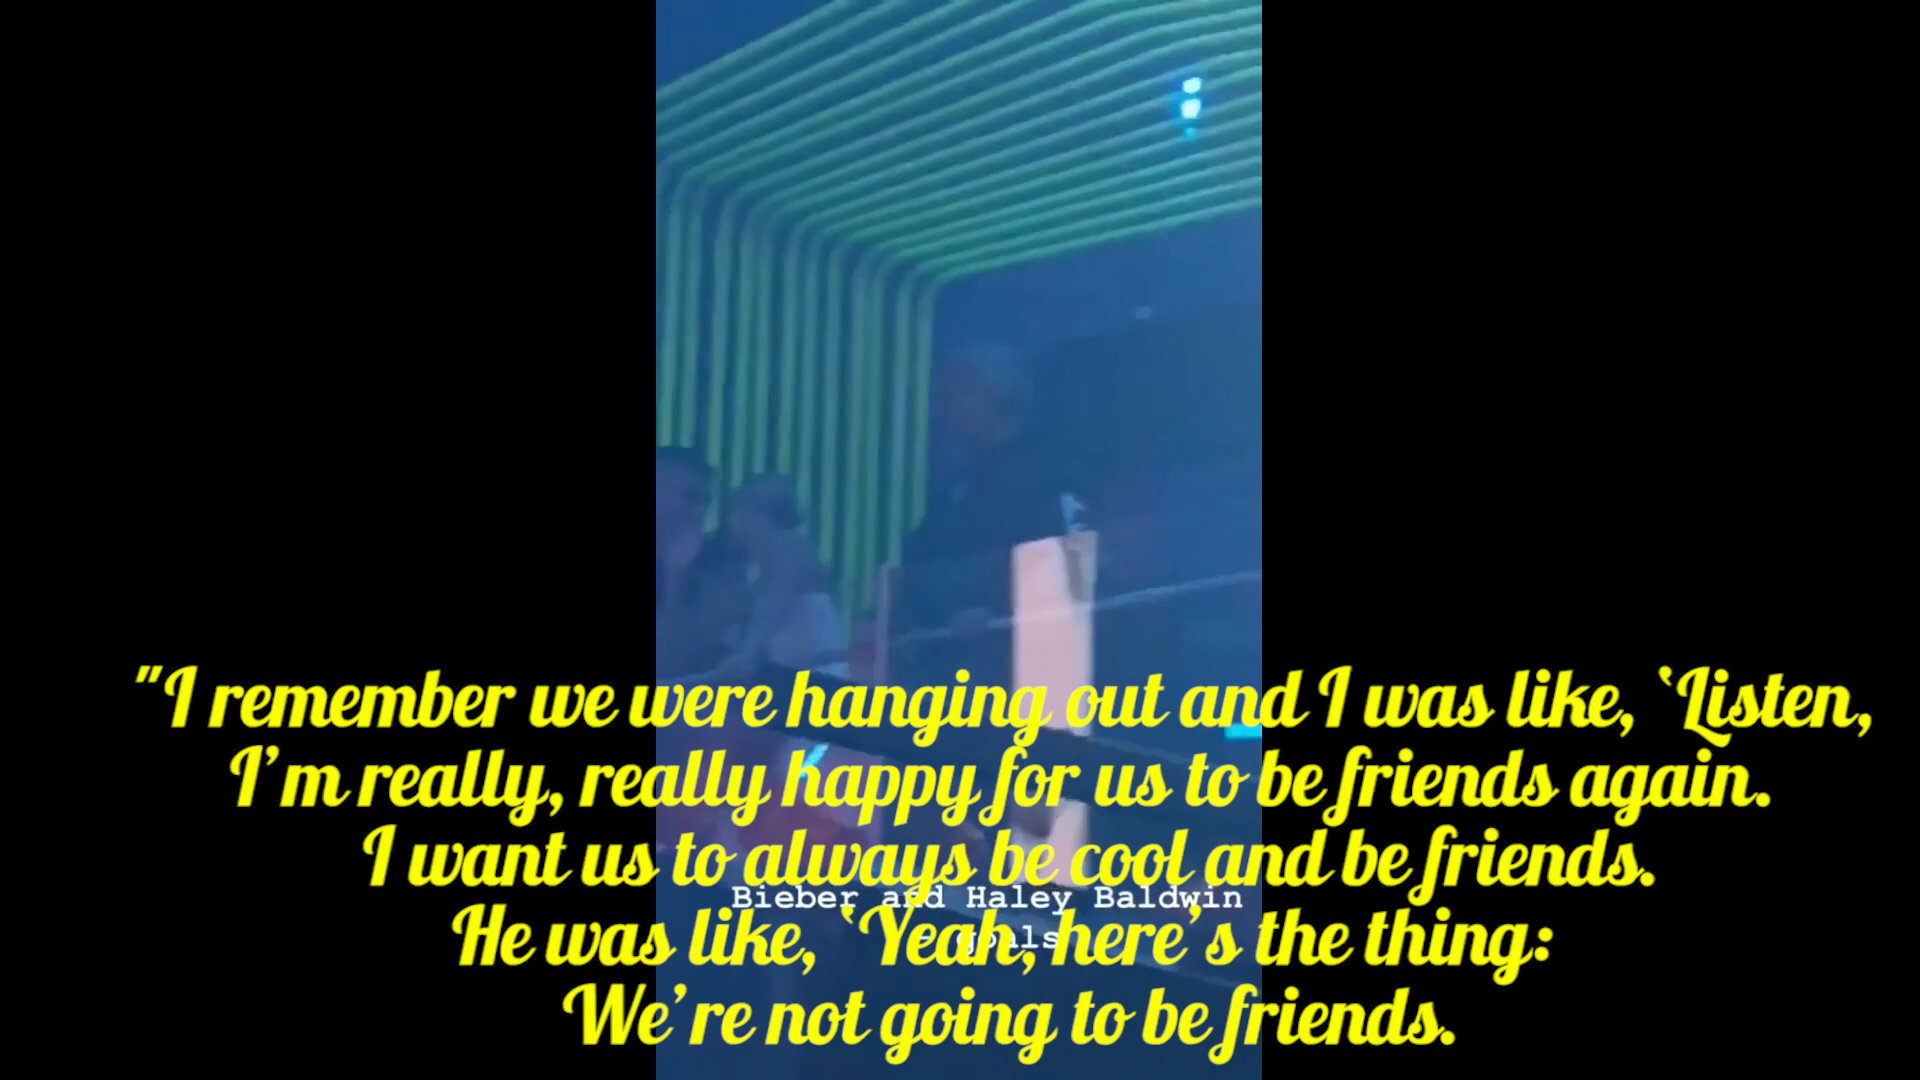 "I remember we were hanging out and I was like, ‘Listen,
I’m really, really happy for us to be friends again.
I want us to always be cool and be friends.
Bieber and Haley Baldwin
He was like, ‘Yeah, here’s the thing:
goals
We’re not going to be friends.